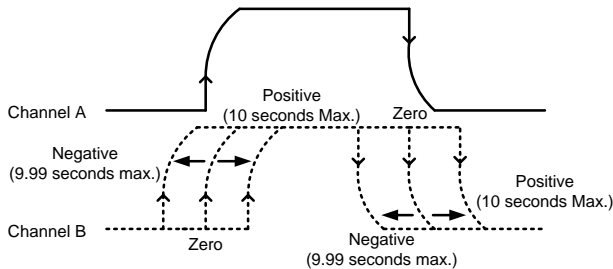 Channel A
Positive
(10 seconds Max.)
Zero
Negative
(9.99 seconds max.)
Positive
(10 seconds Max.)
Channel B
Zero
Negative
(9.99 seconds max.)